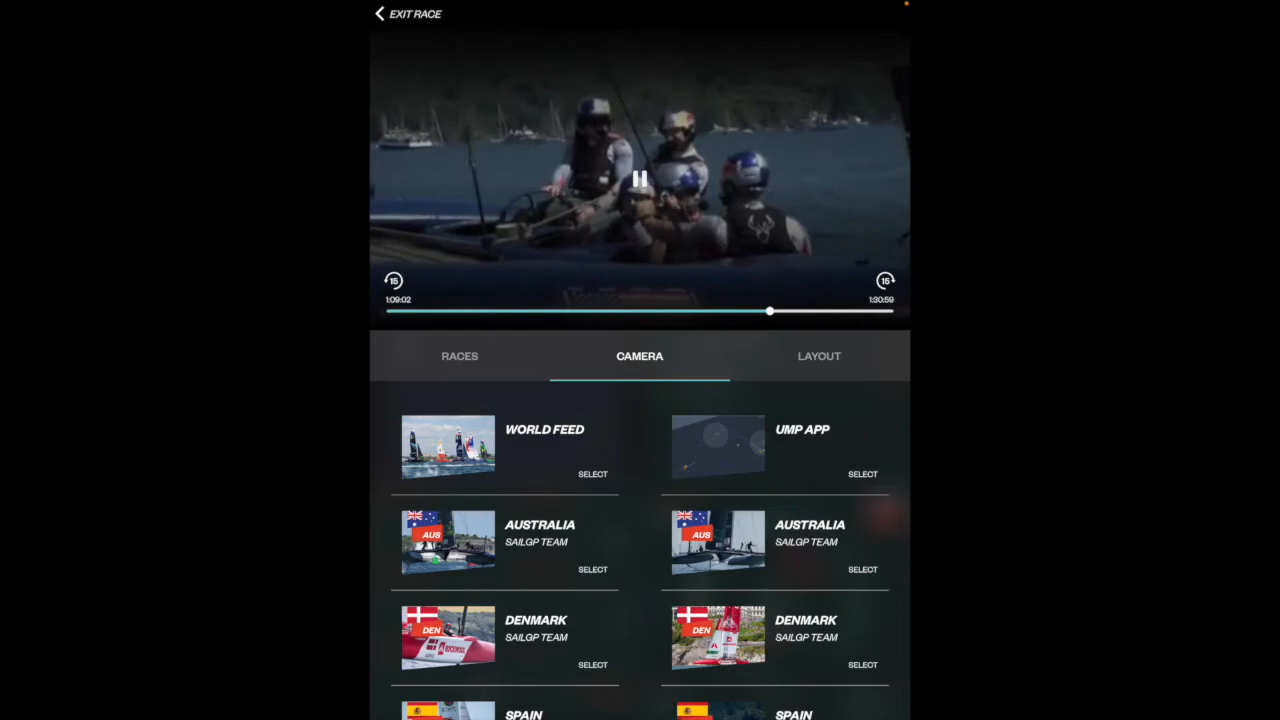 EXIT RACE
15
15
1:09:02
1:30:59
RACES
CAMERA
LAYOUT
WORLD FEED
SELECT
UMP APP
SELECT
AUS
AUSTRALIA
SAILGP TEAM
SELECT
AUS
AUSTRALIA
SAILGP TEAM
SELECT
DEN
ROCKWOOL
DENMARK
SAILGP TEAM
SELECT
DEN
DENMARK
SAILGP TEAM
SELECT
SPAIN
SPAIN